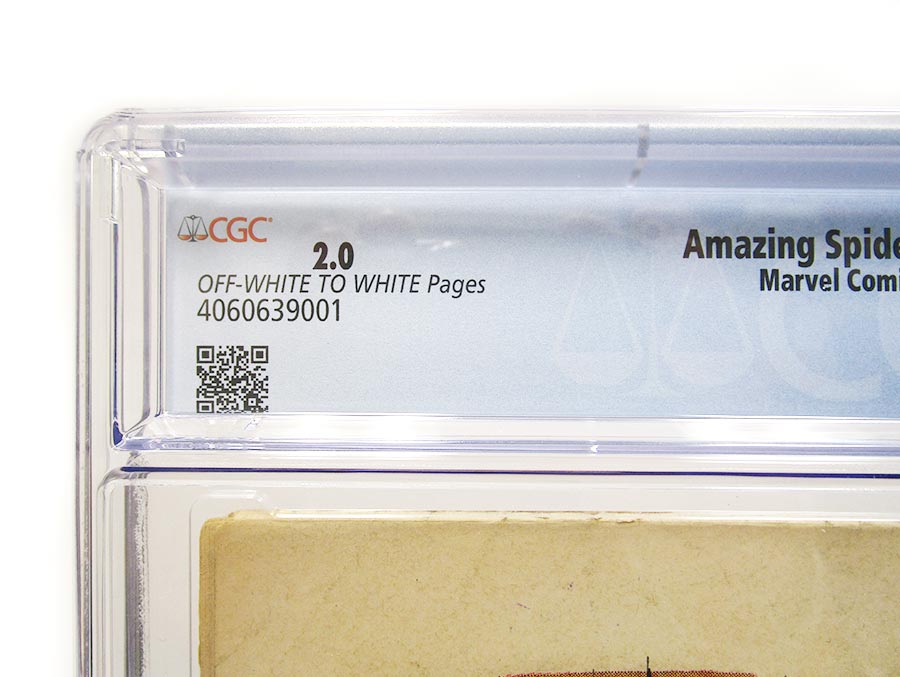 CGC
2.0
OFF-WHITE TO WHITE Pages
4060639001
Amazing Spide
Marvel Comi